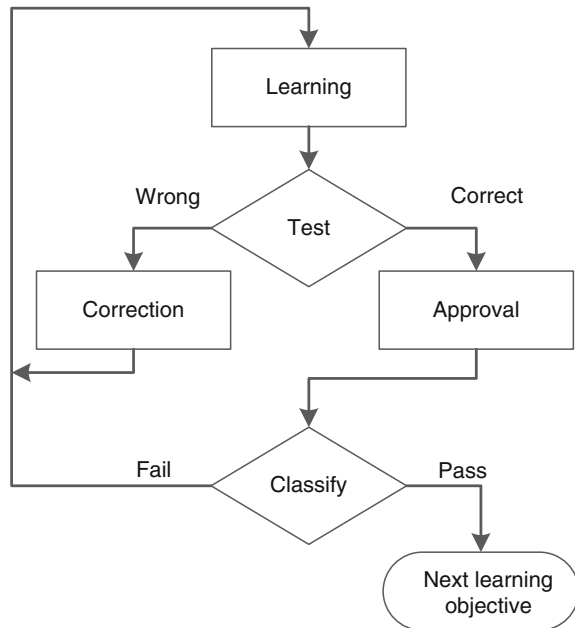 Learning
Wrong
Correct
Test
Correction
Approval
Fail
Classify
Pass
Next learning
objective